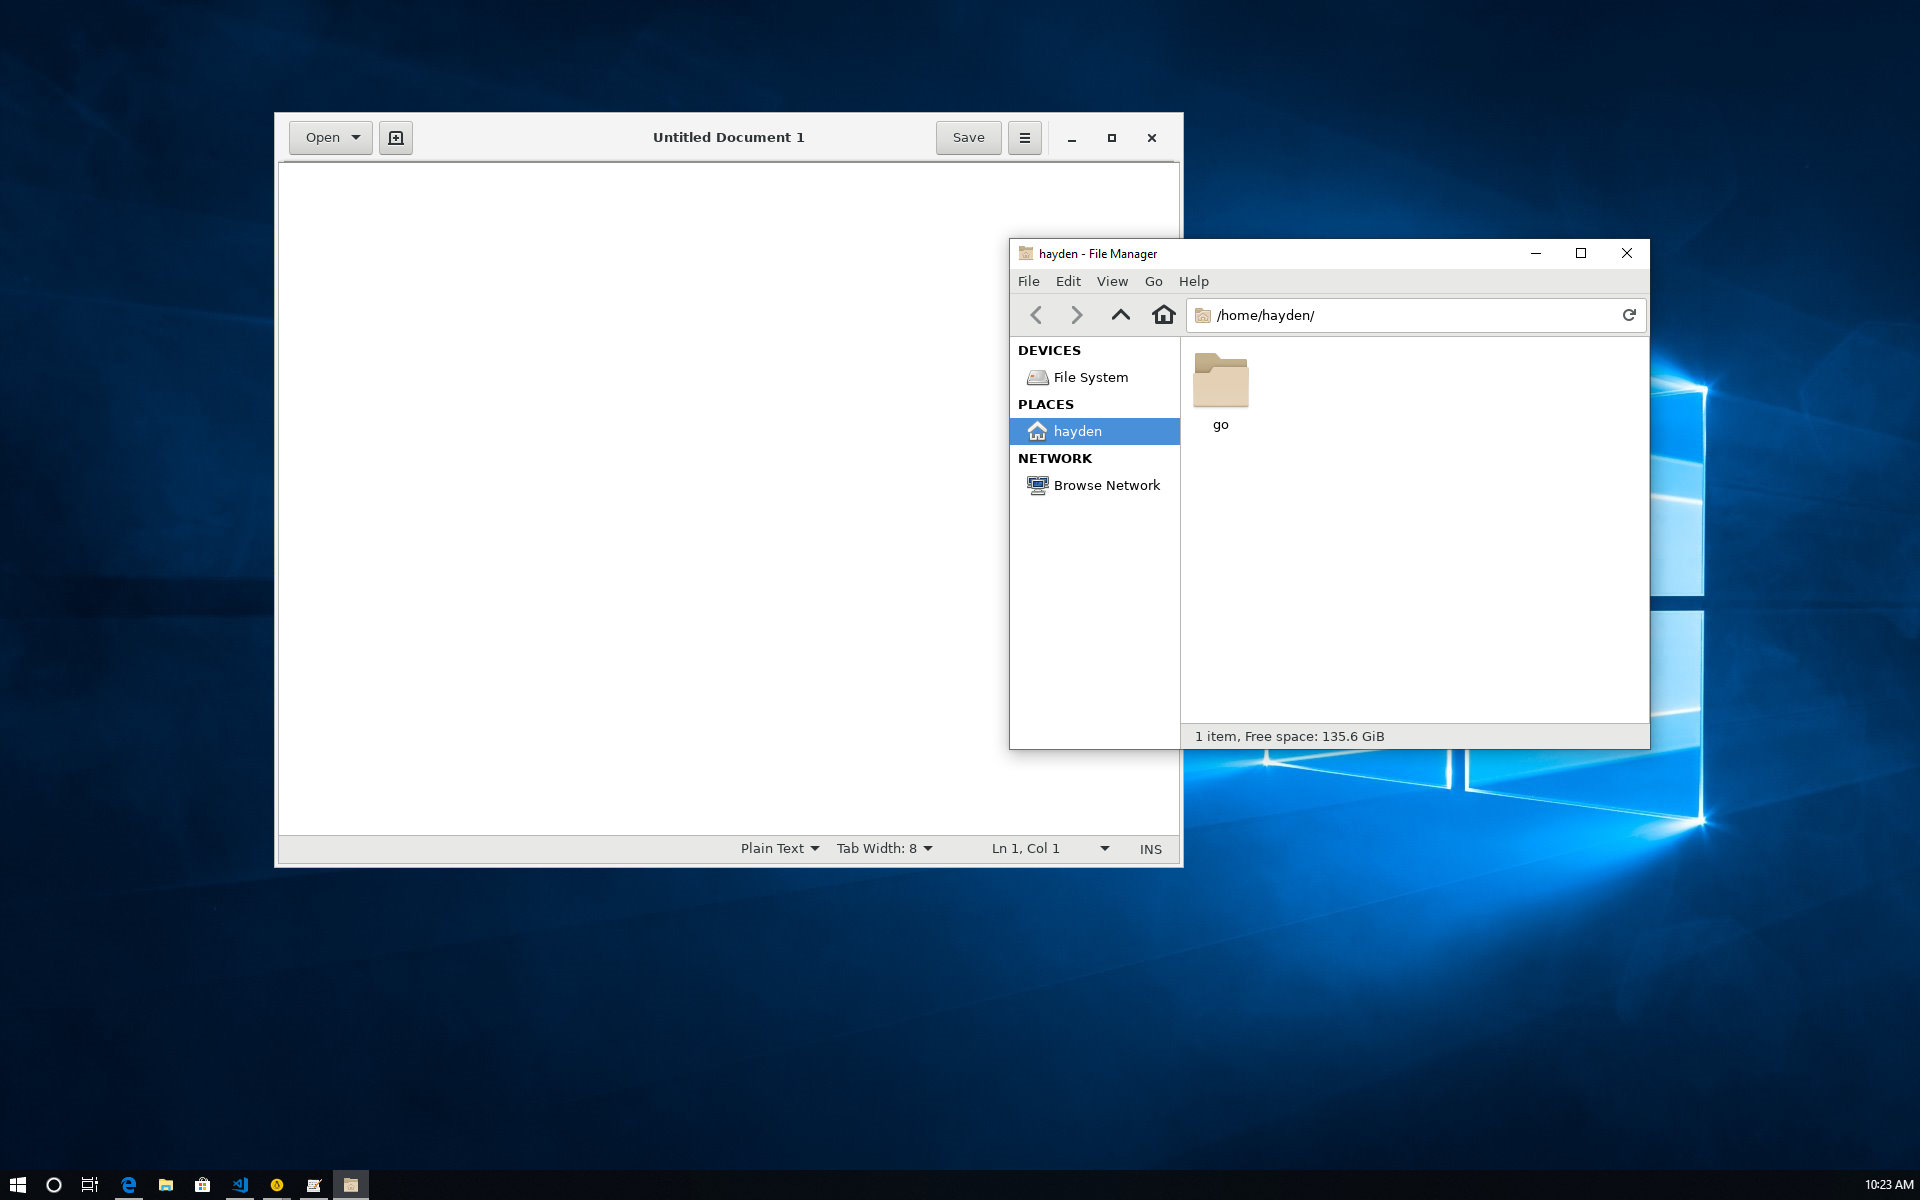 Open
Untitled Document 1
Save
hayden - File Manager
File Edit View Go Help
/home/hayden/
DEVICES
File System
PLACES
hayden
NETWORK
Browse Network
go
1 item, Free space: 135.6 GiB
Plain Text Tab Width: 8 Ln 1, Col 1 INS
10:23 AM